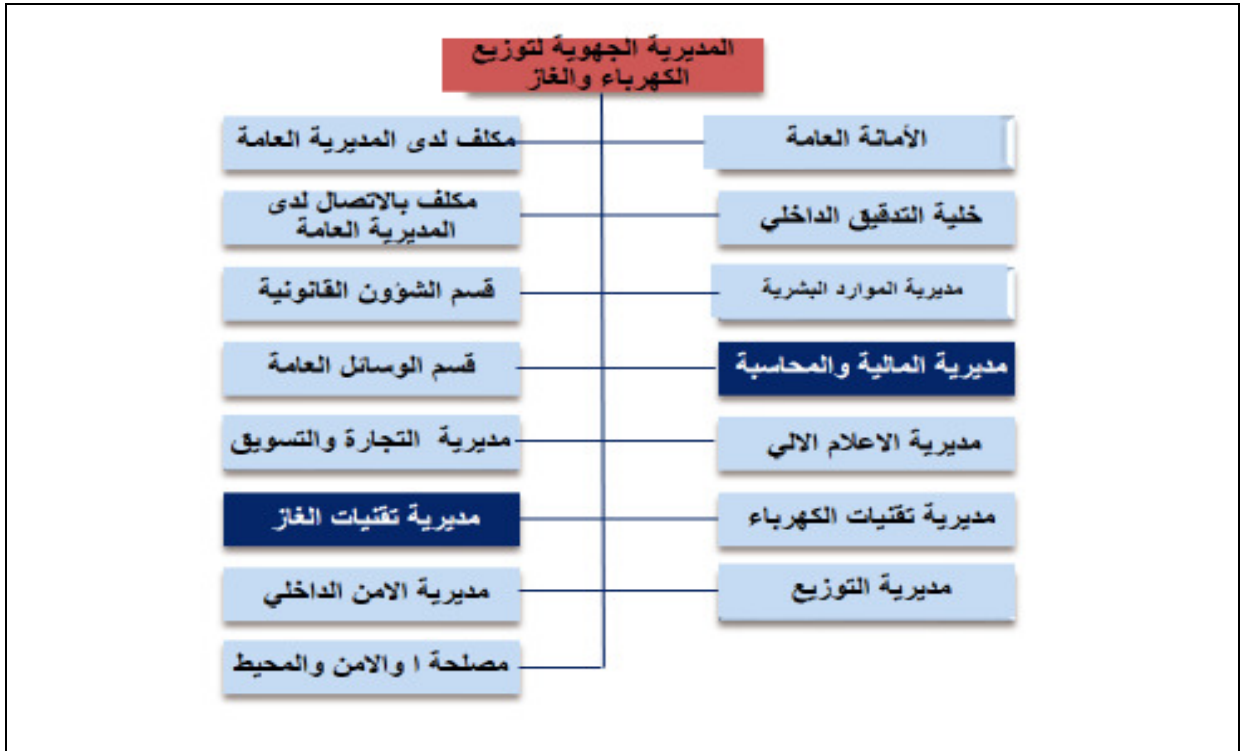 المديرية الجهوية لتوزيع
الكهرباء والغاز
الأمانة العامة
مكلف لدى المديرية العامة
خلية التدقيق الداخلي
مكلف بالاتصال لدى
المديرية العامة
مديرية الموارد البشرية
قسم الشؤون القانونية
مديرية المالية والمحاسبة
قسم الوسائل العامة
مديرية الاعلام الالي
مديرية التجارة والتسويق
مديرية تقنيات الكهرباء
مديرية تقنيات الغاز
مديرية التوزيع
مديرية الامن الداخلي
مصلحة ا والامن والمحيط